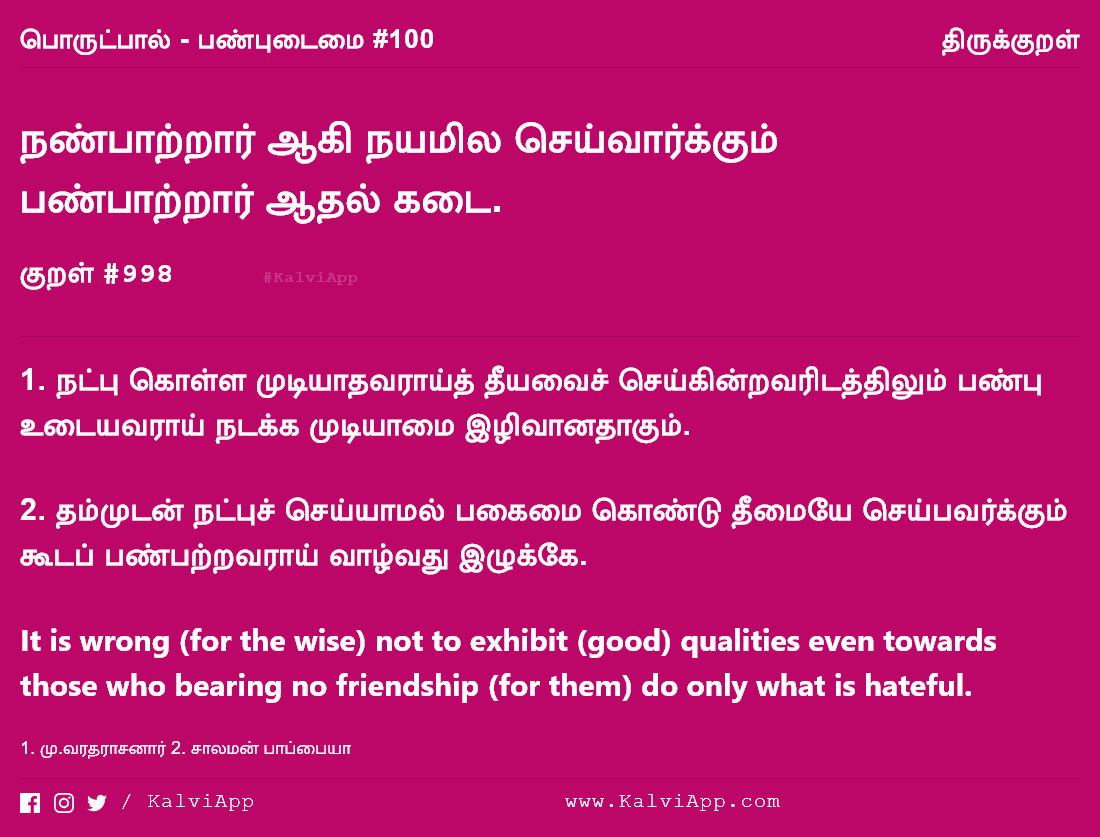 பொருட்பால் - பண்புடைமை #100
திருக்குறள்
நண்பாற்றார் ஆகி நயமில செய்வார்க்கும்
பண்பாற்றார் ஆதல் கடை.
குறள் #998
#KalviApp
1. நட்பு கொள்ள முடியாதவராய்த் தீயவைச் செய்கின்றவரிடத்திலும் பண்பு
உடையவராய் நடக்க முடியாமை இழிவானதாகும்.
2. தம்முடன் நட்புச் செய்யாமல் பகைமை கொண்டு தீமையே செய்பவர்க்கும்
கூடப் பண்பற்றவராய் வாழ்வது இழுக்கே.
It is wrong (for the wise) not to exhibit (good) qualities even towards
those who bearing no friendship (for them) do only what is hateful.
1. மு.வரதராசனார் 2. சாலமன் பாப்பையா
/ KalviApp
www.KalviApp.com